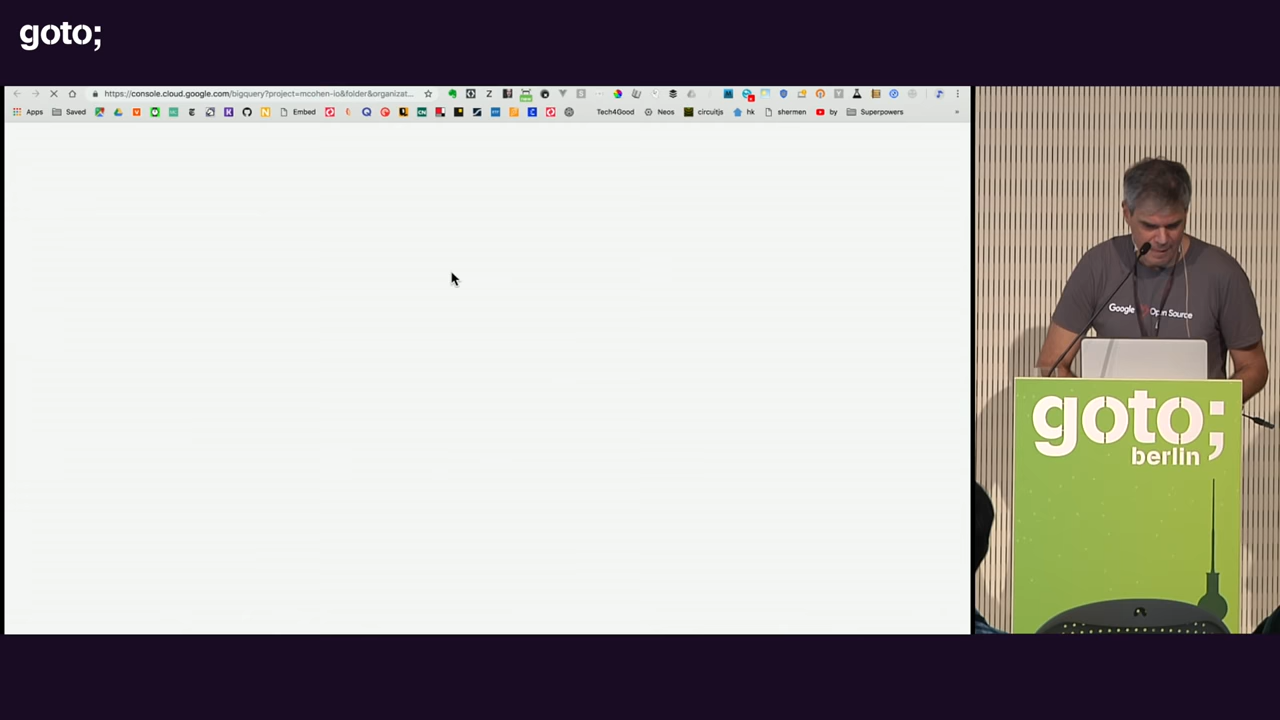 goto;
https://console.cloud.google.com/bigquery?project=mcohen-io&folder&organizat...
Apps Saved Embed Tech4Good Neos circuitjs hk shermen by Superpowers »
Google Open Source
goto;
berlin